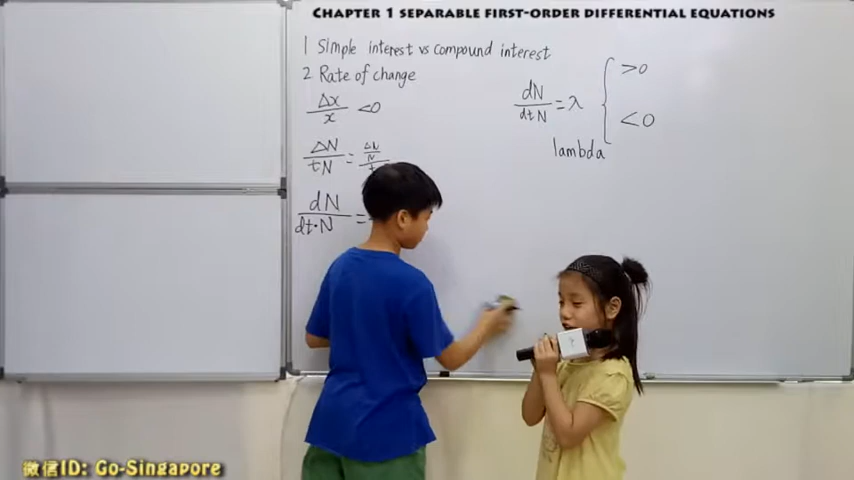 CHAPTER 1 SEPARABLE FIRST-ORDER DIFFERENTIAL EQUATIONS
1 Simple interest vs compound interest
2 Rate of change
Δx/x <0
ΔN/tN = ΔN/N/t
dN/dt·N =
dN/dtN = λ { >0
<0
lambda
微信ID: Go-Singapore